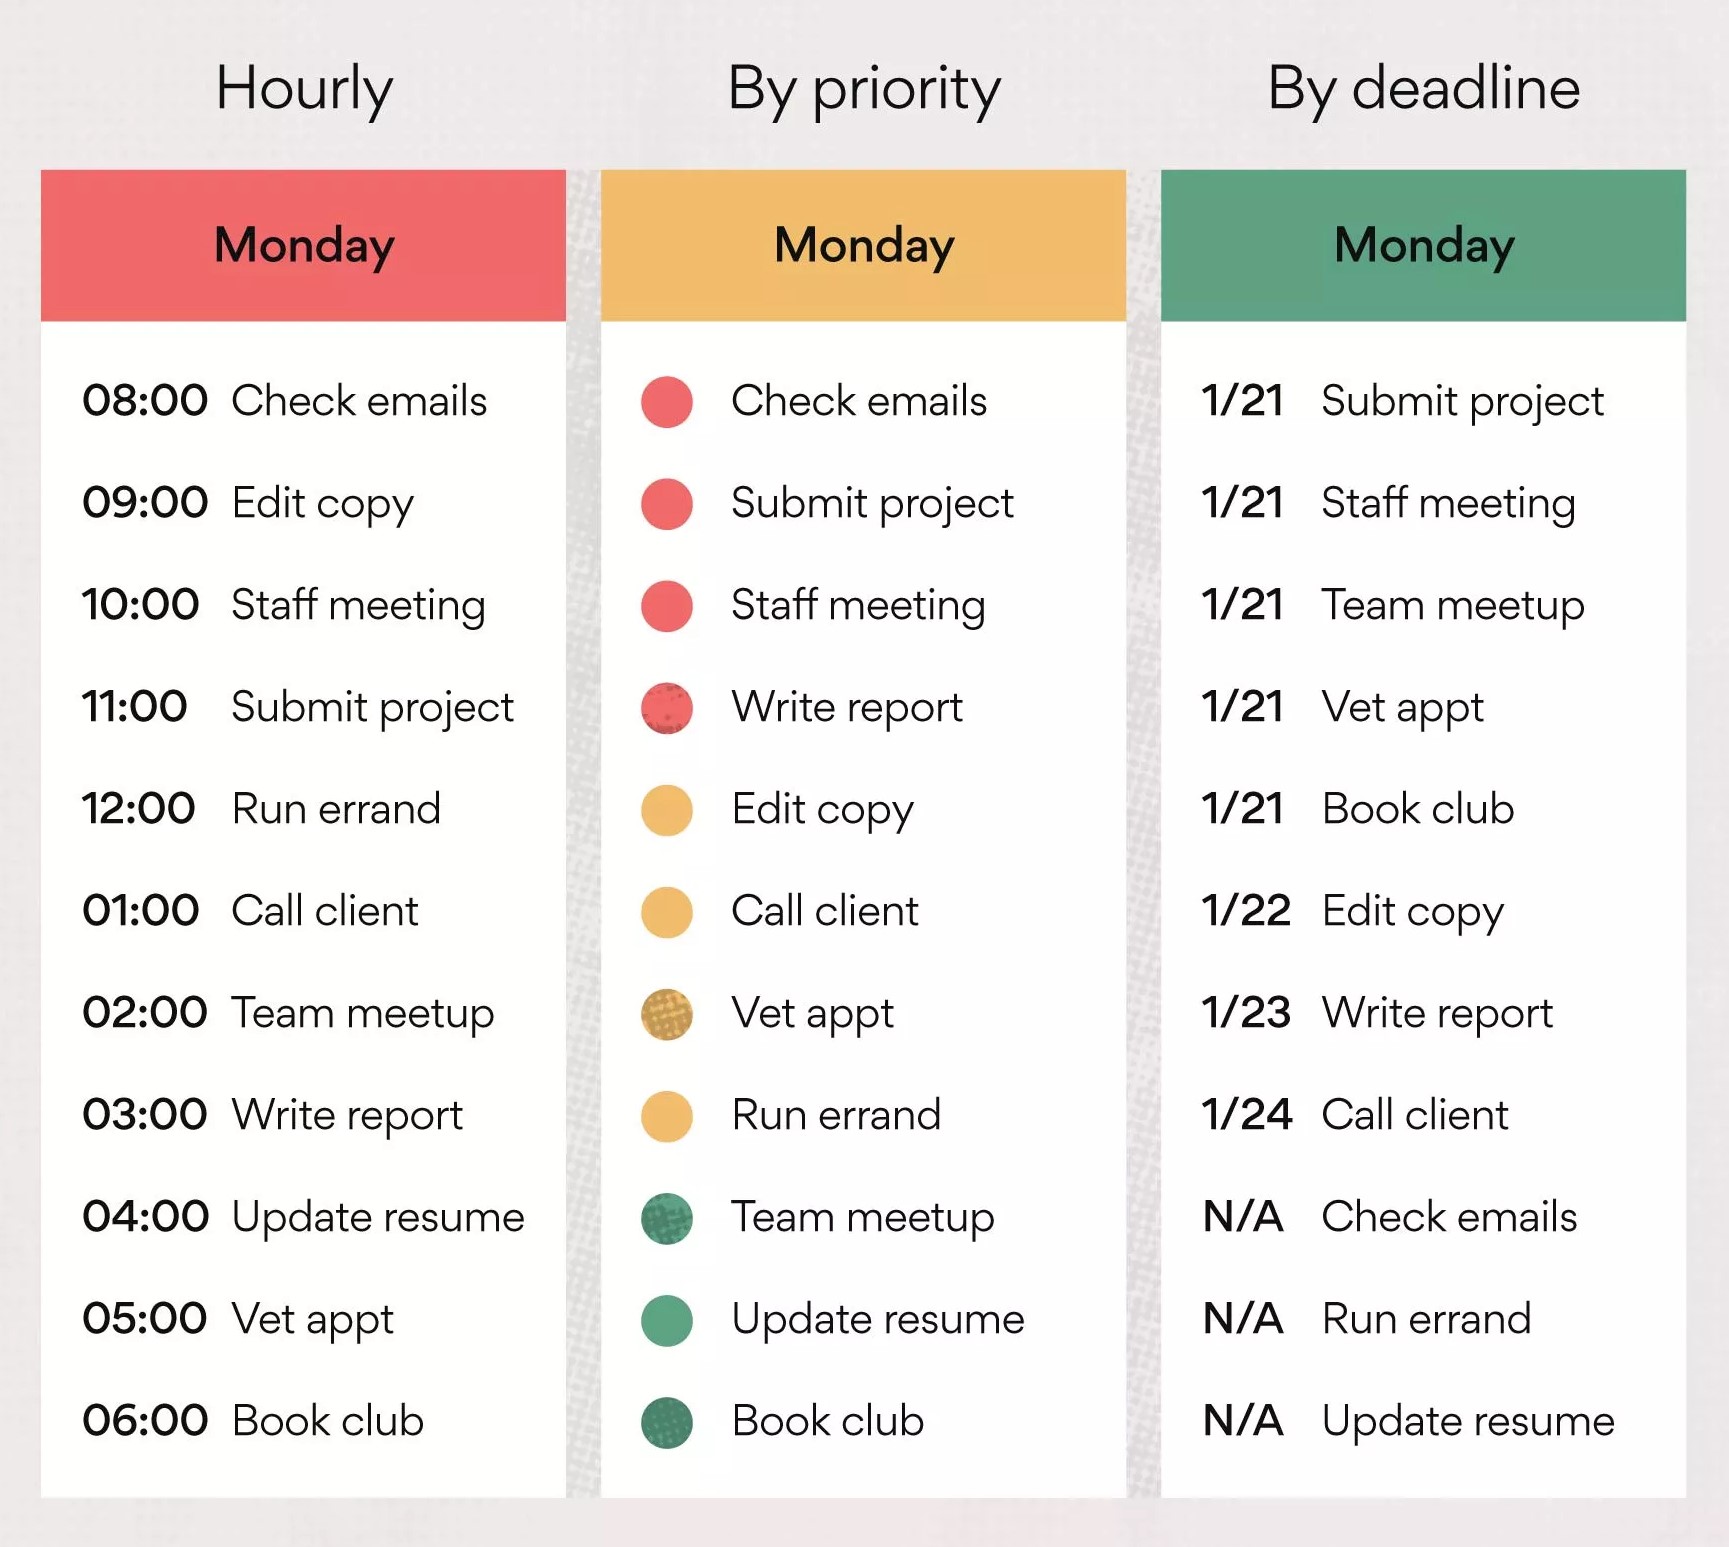 Hourly
Monday
08:00 Check emails
09:00 Edit copy
10:00 Staff meeting
11:00 Submit project
12:00 Run errand
01:00 Call client
02:00 Team meetup
03:00 Write report
04:00 Update resume
05:00 Vet appt
06:00 Book club
By priority
Monday
Check emails
Submit project
Staff meeting
Write report
Edit copy
Call client
Vet appt
Run errand
Team meetup
Update resume
Book club
By deadline
Monday
1/21 Submit project
1/21 Staff meeting
1/21 Team meetup
1/21 Vet appt
1/21 Book club
1/22 Edit copy
1/23 Write report
1/24 Call client
N/A Check emails
N/A Run errand
N/A Update resume